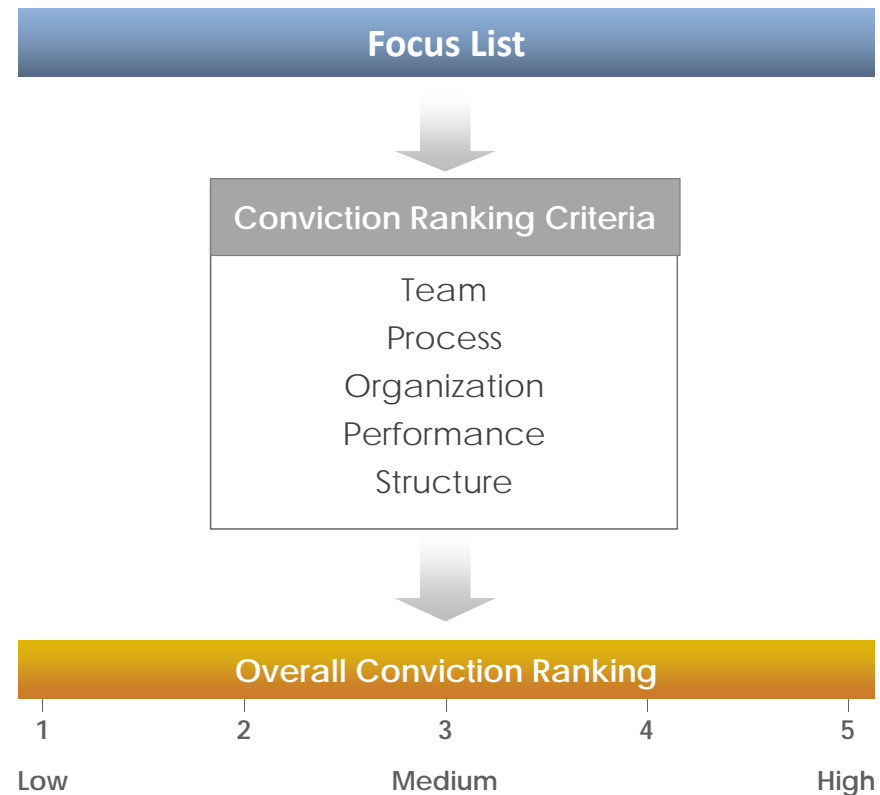 Focus List
Conviction Ranking Criteria
Team
Process
Organization
Performance
Structure
Overall Conviction Ranking
1 2 3 4 5
Low Medium High